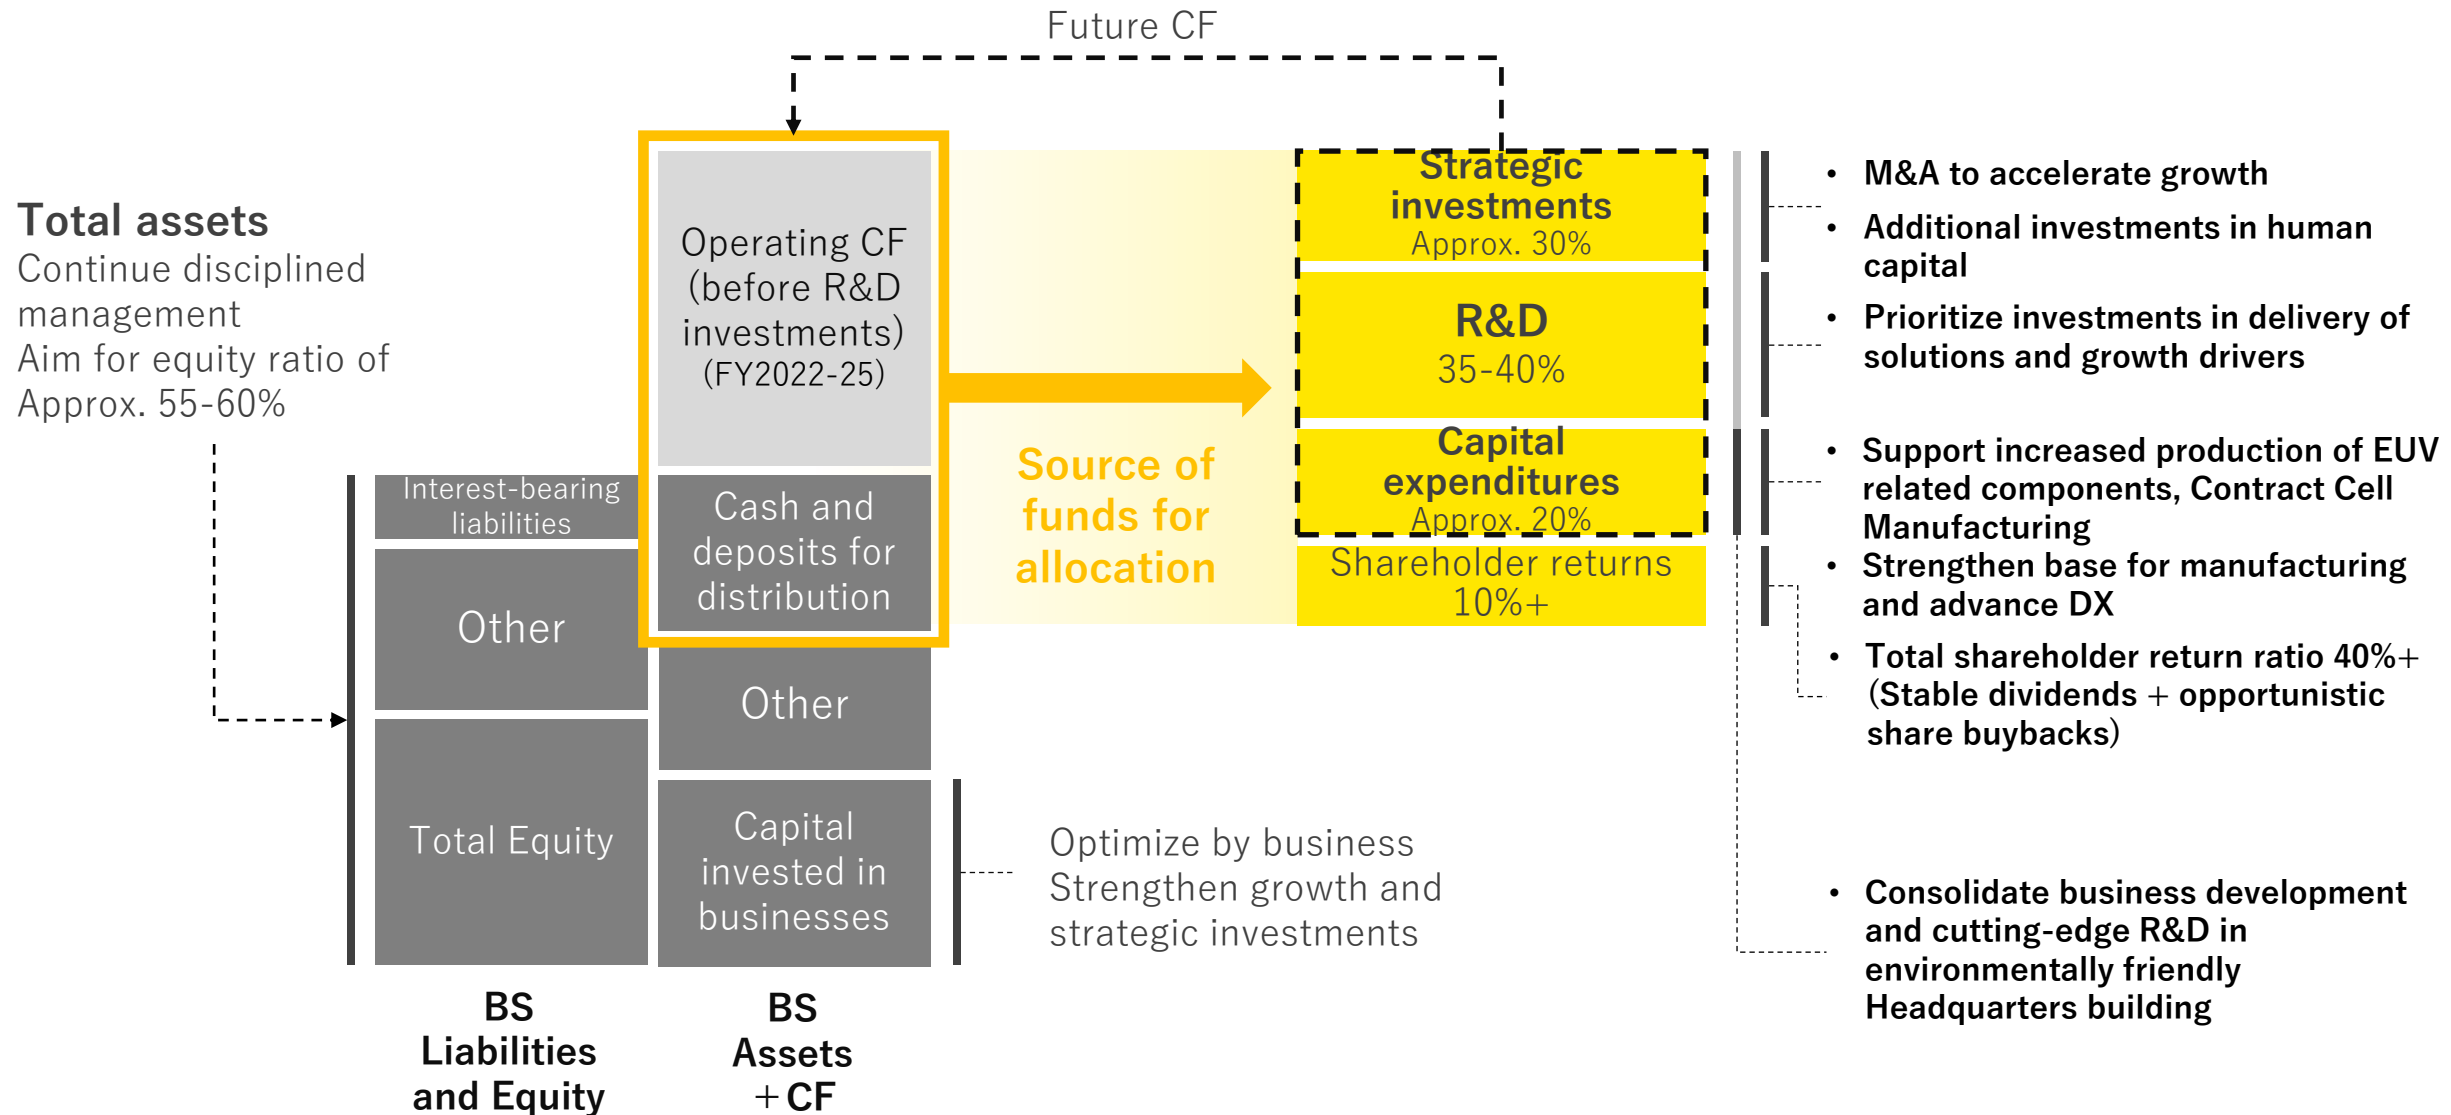 Future CF
Total assets
Continue disciplined
management
Aim for equity ratio of
Approx. 55-60%
Interest-bearing
liabilities
Other
Total Equity
BS
Liabilities
and Equity
Operating CF
(before R&D
investments)
(FY2022-25)
Cash and
deposits for
distribution
Other
Capital
invested in
businesses
BS
Assets
+CF
Source of
funds for
allocation
Optimize by business
Strengthen growth and
strategic investments
Strategic
investments
Approx. 30%
R&D
35-40%
Capital
expenditures
Approx. 20%
Shareholder returns
10%+
• M&A to accelerate growth
• Additional investments in human
capital
• Prioritize investments in delivery of
solutions and growth drivers
• Support increased production of EUV
related components, Contract Cell
Manufacturing
• Strengthen base for manufacturing
and advance DX
• Total shareholder return ratio 40%+
(Stable dividends + opportunistic
share buybacks)
• Consolidate business development
and cutting-edge R&D in
environmentally friendly
Headquarters building